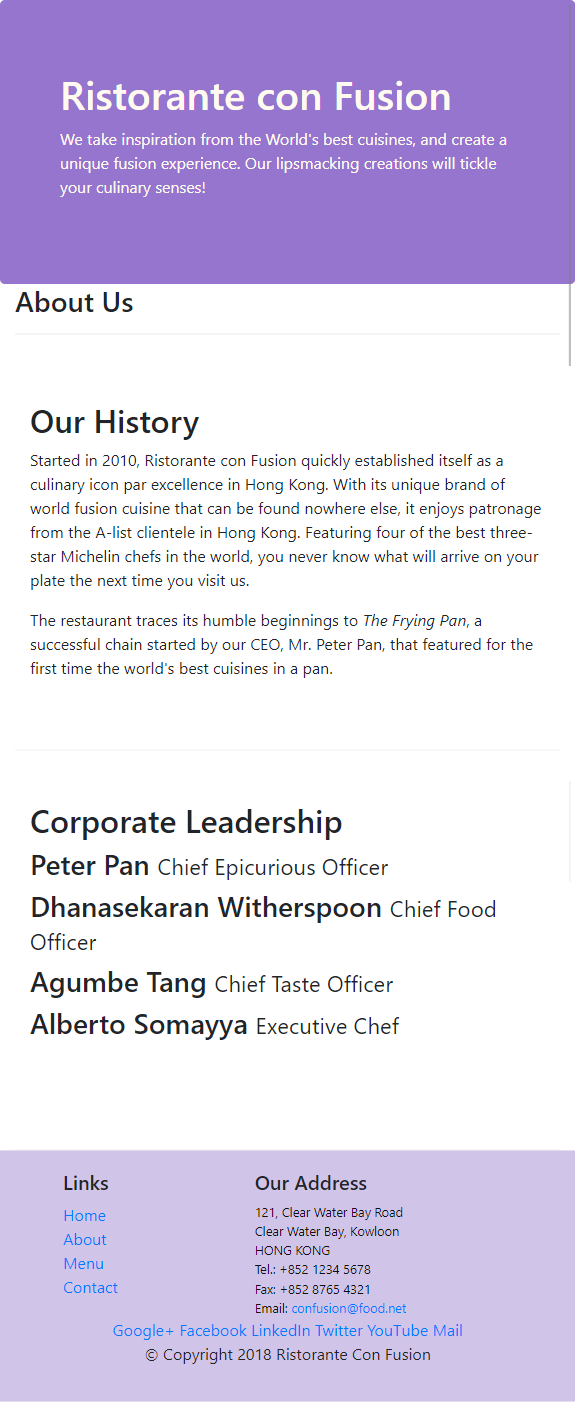 Ristorante con Fusion
We take inspiration from the World's best cuisines, and create a
unique fusion experience. Our lipsmacking creations will tickle
your culinary senses!
About Us
Our History
Started in 2010, Ristorante con Fusion quickly established itself as a
culinary icon par excellence in Hong Kong. With its unique brand of
world fusion cuisine that can be found nowhere else, it enjoys patronage
from the A-list clientele in Hong Kong. Featuring four of the best three-
star Michelin chefs in the world, you never know what will arrive on your
plate the next time you visit us.
The restaurant traces its humble beginnings to The Frying Pan, a
successful chain started by our CEO, Mr. Peter Pan, that featured for the
first time the world's best cuisines in a pan.
Corporate Leadership
Peter Pan Chief Epicurious Officer
Dhanasekaran Witherspoon Chief Food
Officer
Agumbe Tang Chief Taste Officer
Alberto Somayya Executive Chef
Links
Home
About
Menu
Contact
Our Address
121, Clear Water Bay Road
Clear Water Bay, Kowloon
HONG KONG
Tel.: +852 1234 5678
Fax: +852 8765 4321
Email: confusion@food.net
Google+ Facebook LinkedIn Twitter YouTube Mail
© Copyright 2018 Ristorante Con Fusion